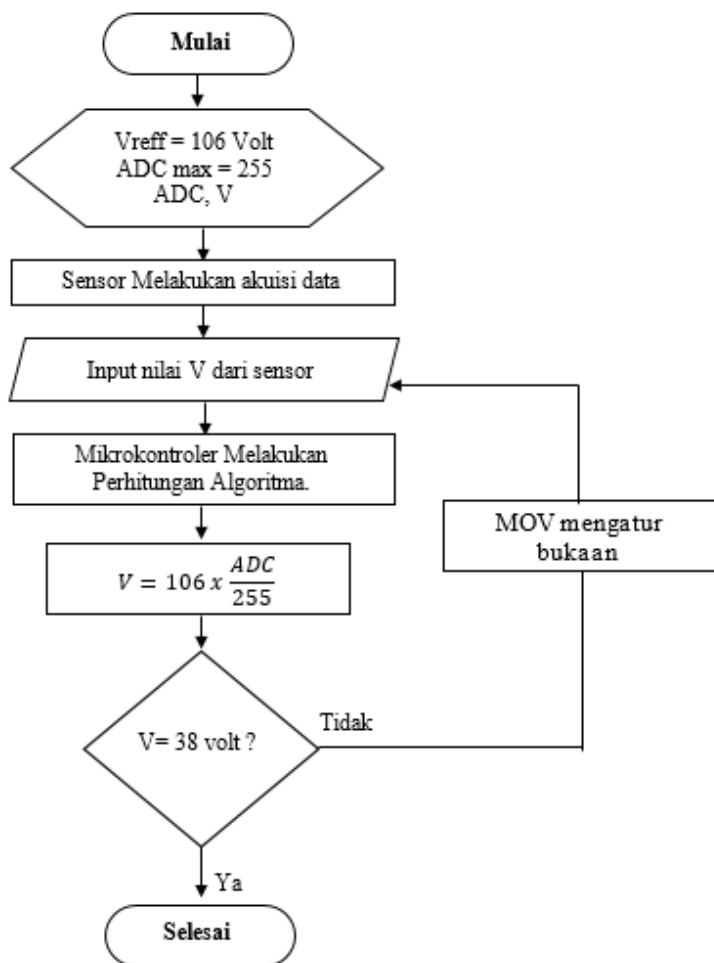 Mulai
Vreff = 106 Volt
ADC max = 255
ADC, V
Sensor Melakukan akuisi data
Input nilai V dari sensor
Mikrokontroler Melakukan
Perhitungan Algoritma.
MOV mengatur
bukaan
V = 106 x ADC/255
V= 38 volt ?
Tidak
Ya
Selesai